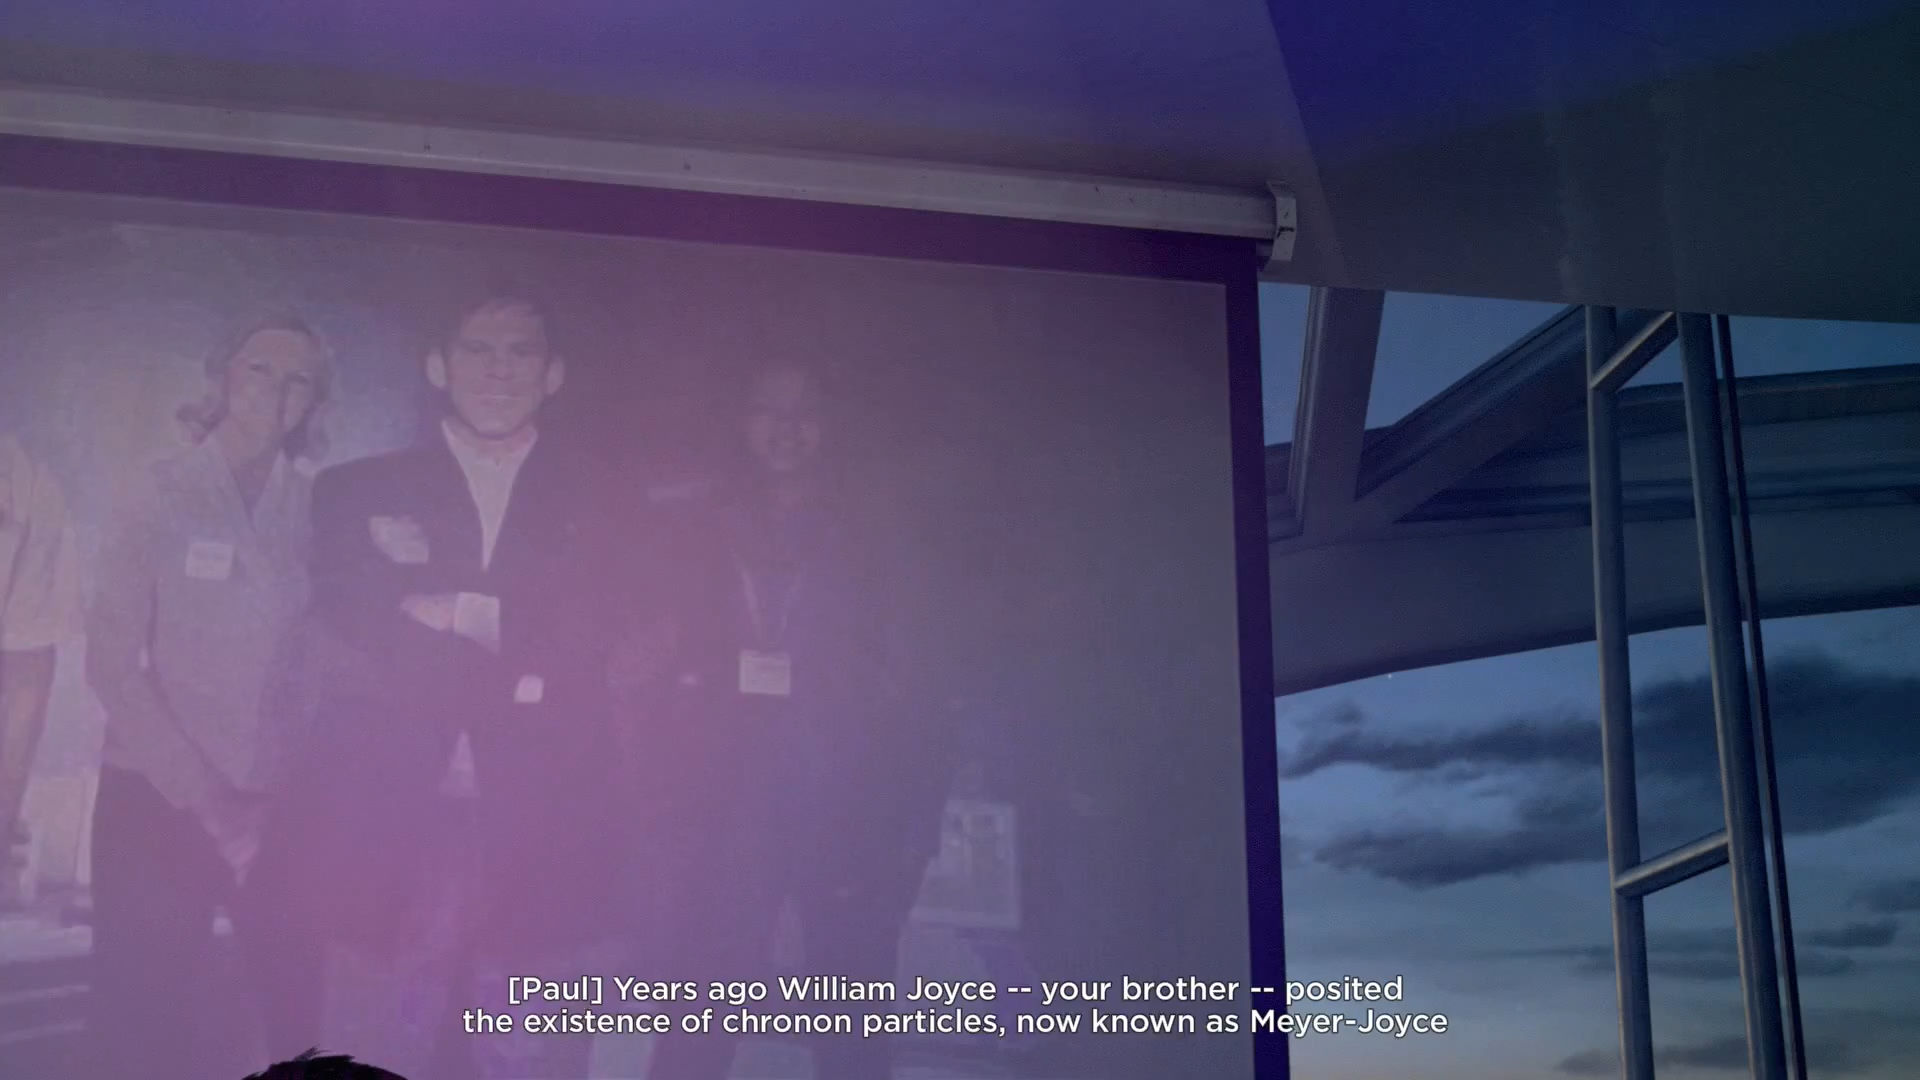 [Paul] Years ago William Joyce -- your brother -- posited
the existence of chronon particles, now known as Meyer-Joyce